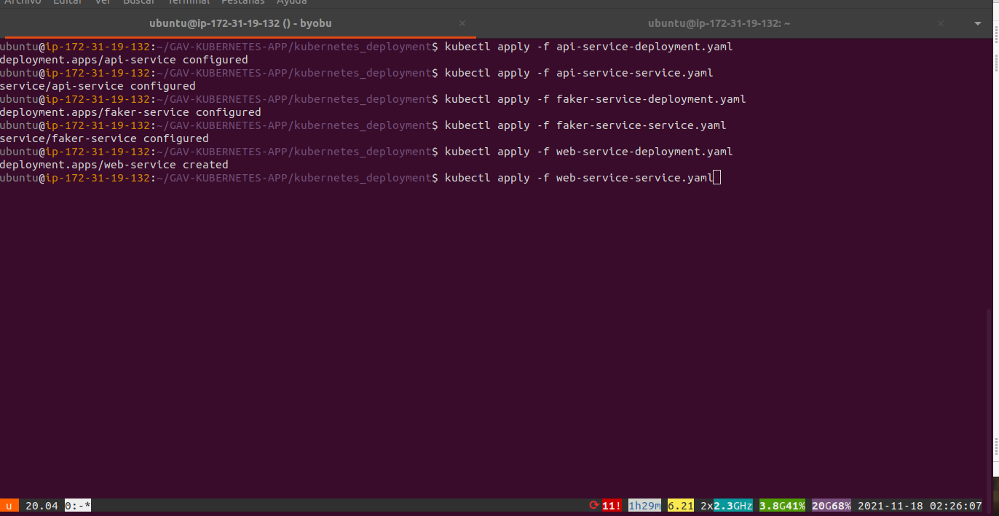 Archivo Editar Ver Buscar Terminal Pestañas Ayuda
ubuntu@ip-172-31-19-132 () - byobu × ubuntu@ip-172-31-19-132: ~ ×
ubuntu@ip-172-31-19-132:~/GAV-KUBERNETES-APP/kubernetes_deployment$ kubectl apply -f api-service-deployment.yaml
deployment.apps/api-service configured
ubuntu@ip-172-31-19-132:~/GAV-KUBERNETES-APP/kubernetes_deployment$ kubectl apply -f api-service-service.yaml
service/api-service configured
ubuntu@ip-172-31-19-132:~/GAV-KUBERNETES-APP/kubernetes_deployment$ kubectl apply -f faker-service-deployment.yaml
deployment.apps/faker-service configured
ubuntu@ip-172-31-19-132:~/GAV-KUBERNETES-APP/kubernetes_deployment$ kubectl apply -f faker-service-service.yaml
service/faker-service configured
ubuntu@ip-172-31-19-132:~/GAV-KUBERNETES-APP/kubernetes_deployment$ kubectl apply -f web-service-deployment.yaml
deployment.apps/web-service created
ubuntu@ip-172-31-19-132:~/GAV-KUBERNETES-APP/kubernetes_deployment$ kubectl apply -f web-service-service.yaml
u 20.04 0:-* ⟳ 11! 1h29m 6.21 2x2.3GHz 3.8G41% 20G68% 2021-11-18 02:26:07